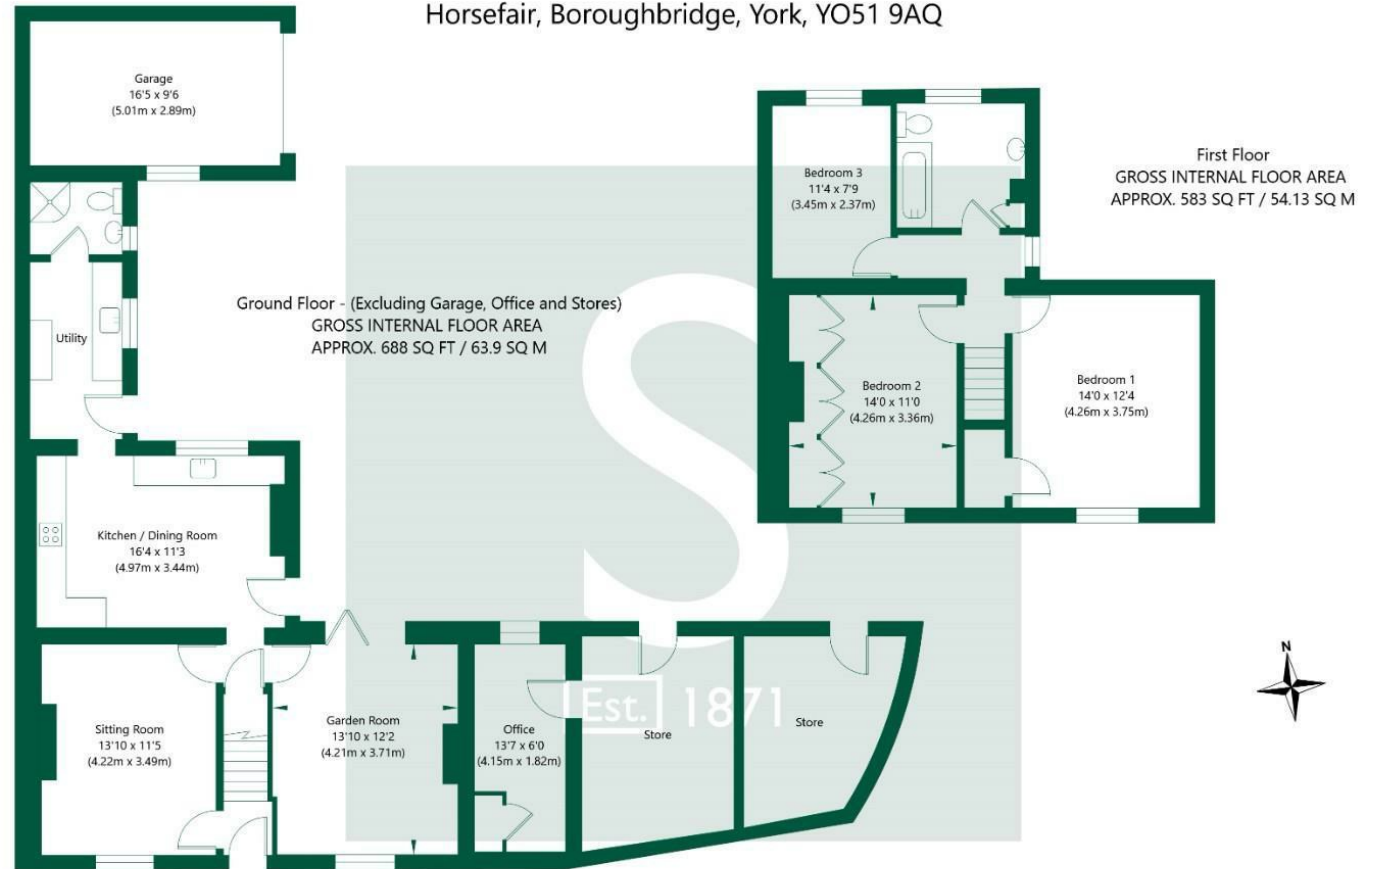 Horsefair, Boroughbridge, York, YO51 9AQ
Garage
16'5 x 9'6
(5.01m x 2.89m)
Ground Floor - (Excluding Garage, Office and Stores)
GROSS INTERNAL FLOOR AREA
APPROX. 688 SQ FT / 63.9 SQ M
Utility
Kitchen / Dining Room
16'4 x 11'3
(4.97m x 3.44m)
Sitting Room
13'10 x 11'5
(4.22m x 3.49m)
Garden Room
13'10 x 12'2
(4.21m x 3.71m)
Office
13'7 x 6'0
(4.15m x 1.82m)
Store
Store
First Floor
GROSS INTERNAL FLOOR AREA
APPROX. 583 SQ FT / 54.13 SQ M
Bedroom 3
11'4 x 7'9
(3.45m x 2.37m)
Bedroom 2
14'0 x 11'0
(4.26m x 3.36m)
Bedroom 1
14'0 x 12'4
(4.26m x 3.75m)
S
Est. 1871
N